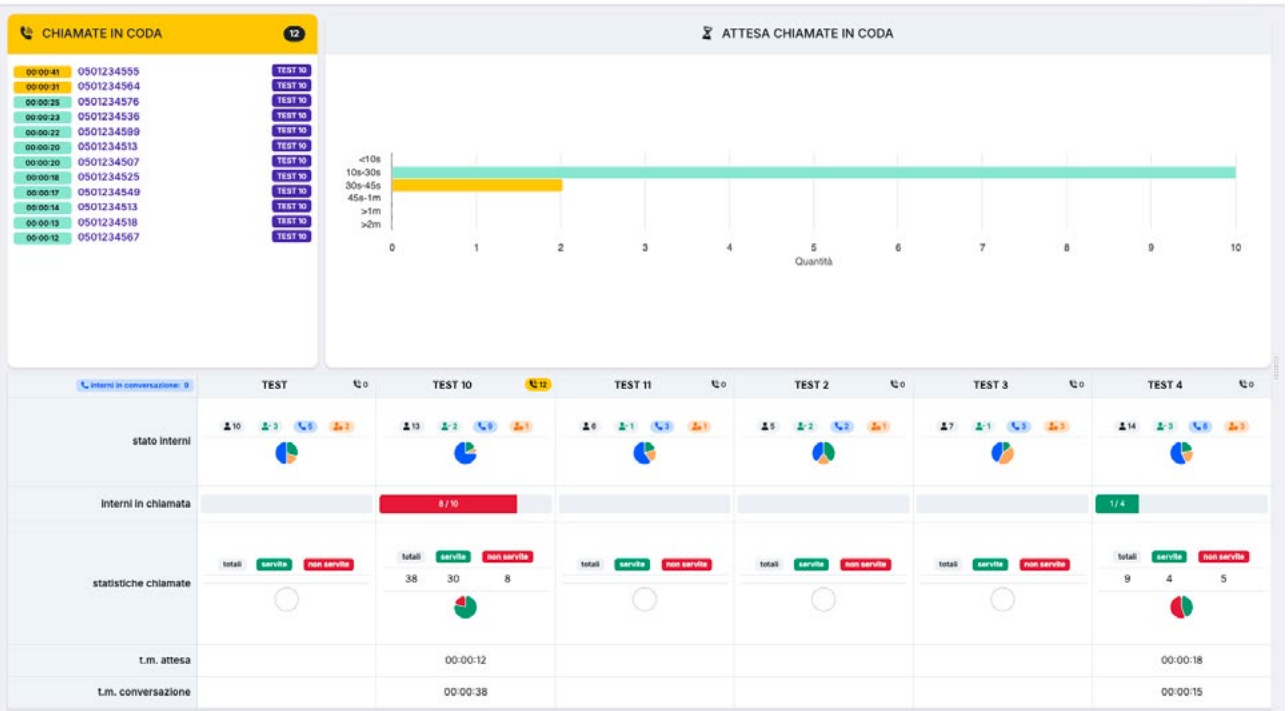 CHIAMATE IN CODA 12
00:00:41 0501234555 TEST 10
00:00:31 0501234564 TEST 10
00:00:25 0501234576 TEST 10
00:00:23 0501234536 TEST 10
00:00:22 0501234599 TEST 10
00:00:20 0501234513 TEST 10
00:00:20 0501234507 TEST 10
00:00:18 0501234525 TEST 10
00:00:17 0501234549 TEST 10
00:00:14 0501234513 TEST 10
00:00:13 0501234518 TEST 10
00:00:12 0501234567 TEST 10
ATTESA CHIAMATE IN CODA
<10s
10s-30s
30s-45s
45s-1m
>1m
>2m
0 1 2 3 4 5 6 7 8 9 10
Quantità
interni in conversazione: 9 TEST 0 TEST 10 12 TEST 11 0 TEST 2 0 TEST 3 0 TEST 4 0
stato interni 10 3 5 2 13 2 9 1 6 1 3 1 5 2 2 1 7 1 3 3 14 3 8 3
interni in chiamata 8 / 10 1 / 4
statistiche chiamate
totali servite non servite totali servite non servite totali servite non servite totali servite non servite totali servite non servite totali servite non servite
38 30 8 9 4 5
t.m. attesa 00:00:12 00:00:18
t.m. conversazione 00:00:38 00:00:15